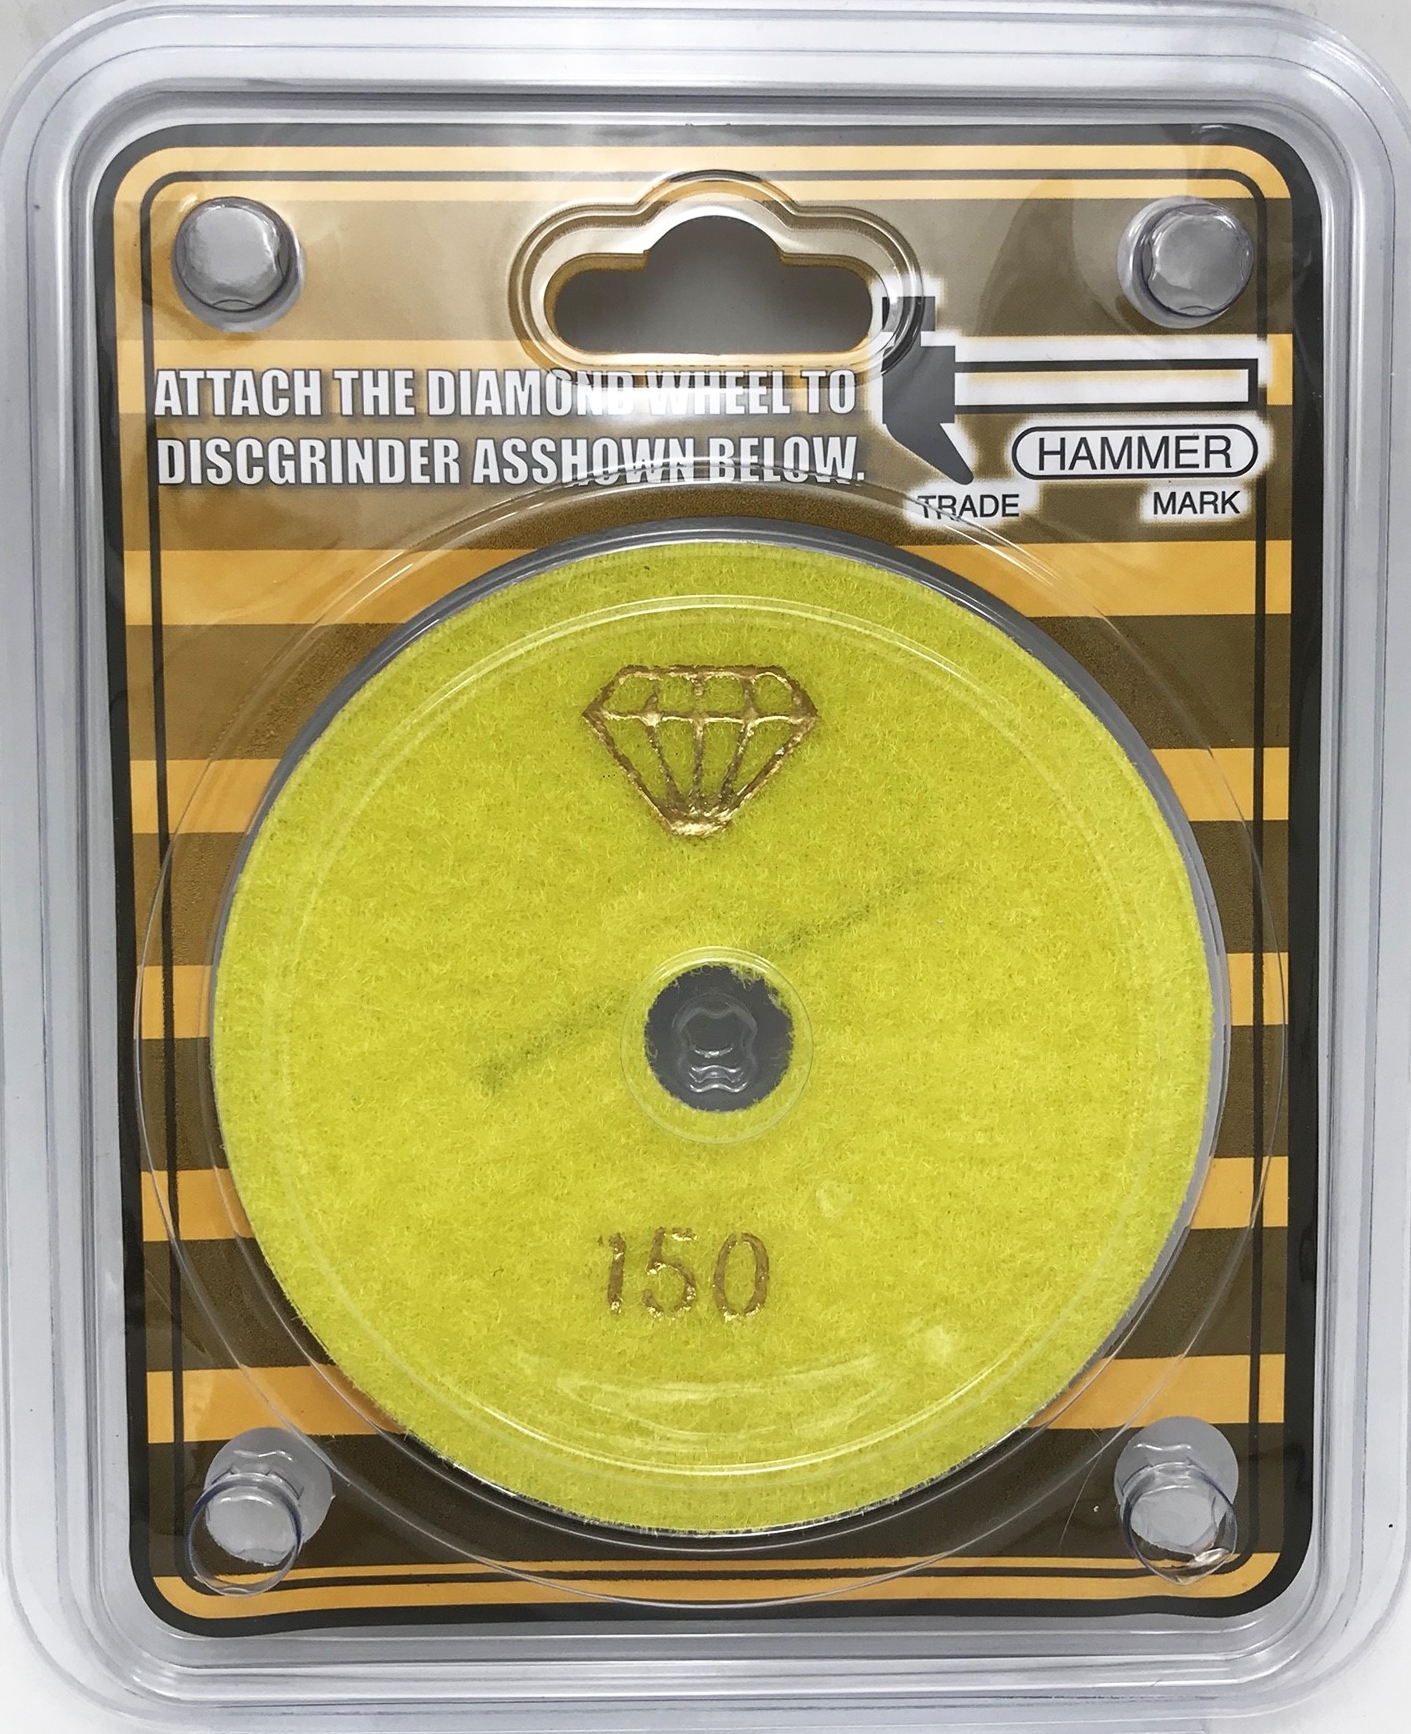 ATTACH THE DIAMOND WHEEL TO
DISCGRINDER ASSHOWN BELOW.
HAMMER
TRADE MARK
150